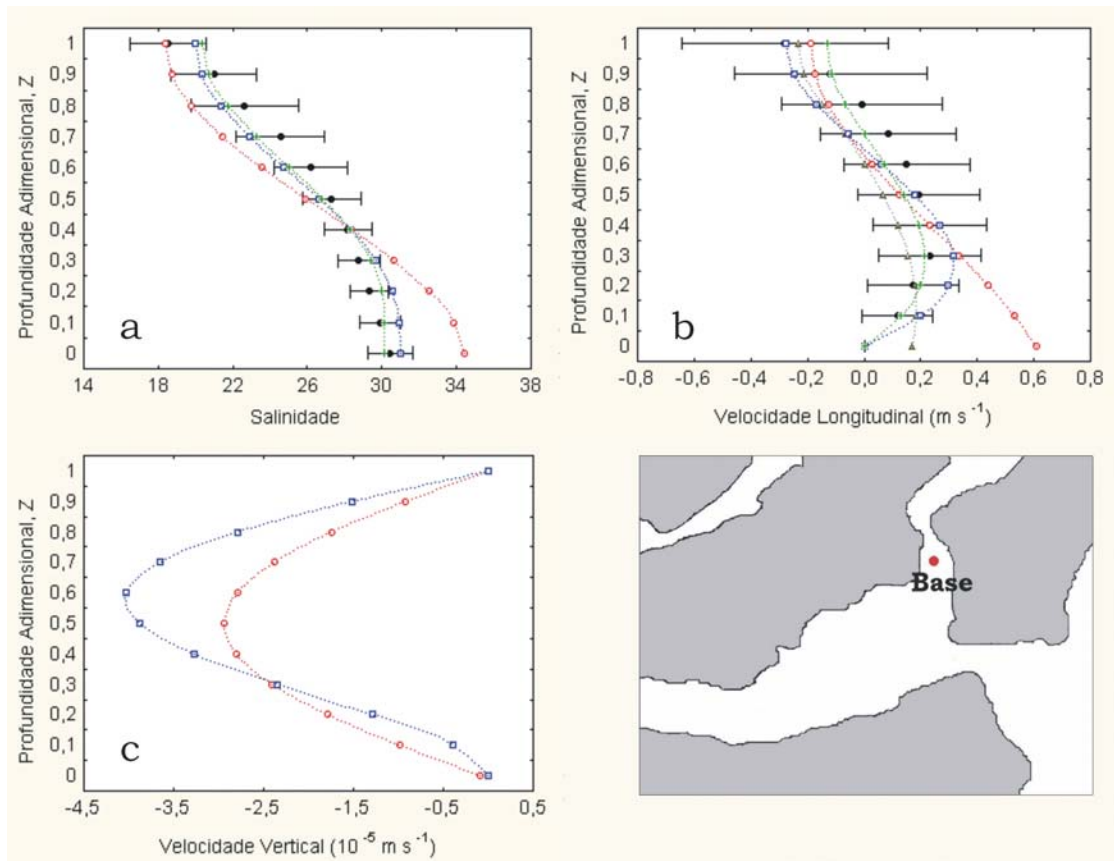 Profundidade Adimensional, Z
1
0,9
0,8
0,7
0,6
0,5
0,4
0,3
0,2
0,1
0
a
14 18 22 26 30 34 38
Salinidade
Profundidade Adimensional, Z
1
0,9
0,8
0,7
0,6
0,5
0,4
0,3
0,2
0,1
0
b
-0,8 -0,6 -0,4 -0,2 0,0 0,2 0,4 0,6 0,8
Velocidade Longitudinal (m s⁻¹)
Profundidade Adimensional, Z
1
0,9
0,8
0,7
0,6
0,5
0,4
0,3
0,2
0,1
0
c
-4,5 -3,5 -2,5 -1,5 -0,5 0,5
Velocidade Vertical (10⁻⁵ m s⁻¹)
Base